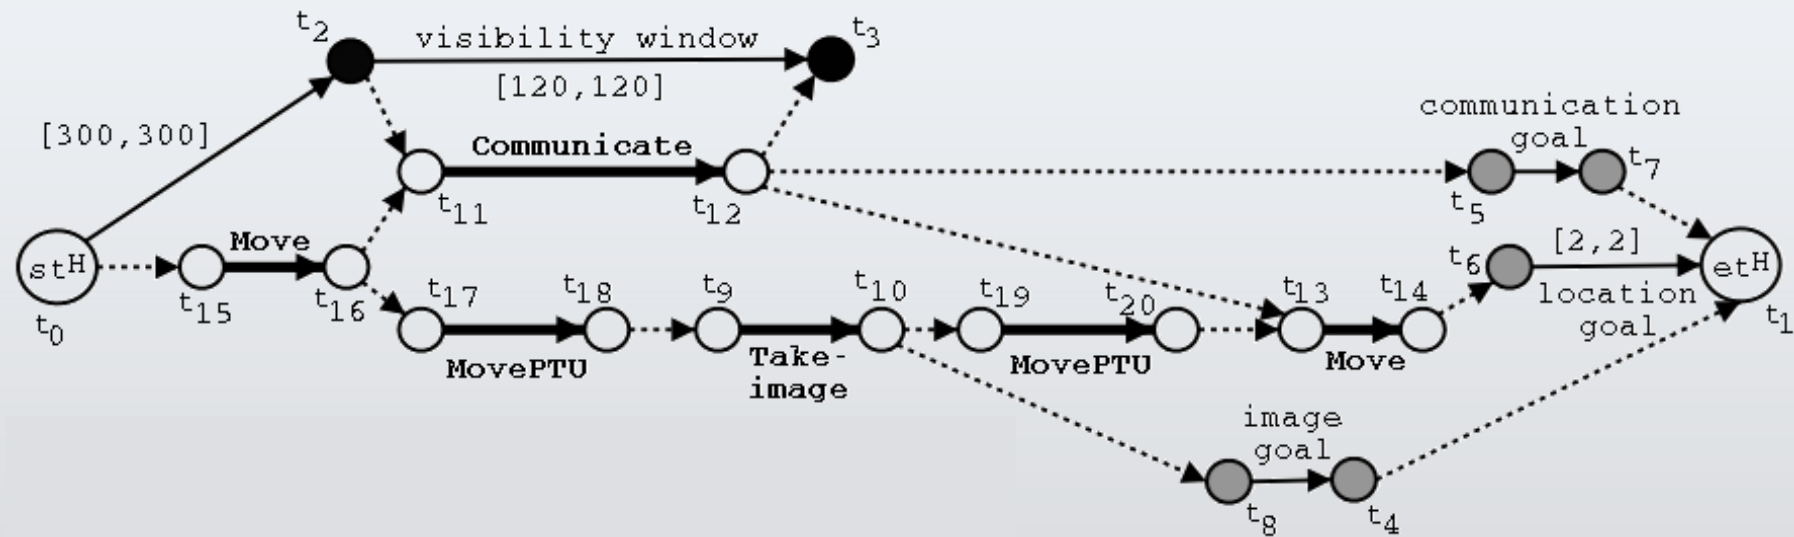 t2
visibility window
t3
[120,120]
[300,300]
communication
goal
Communicate
t7
t11
t12
t5
stH
Move
[2,2]
t6
etH
t15
t16
t17
t18
t9
t10
t19
t20
t13
t14
location
goal
t0
t1
MovePTU
Take-
image
MovePTU
Move
image
goal
t8
t4